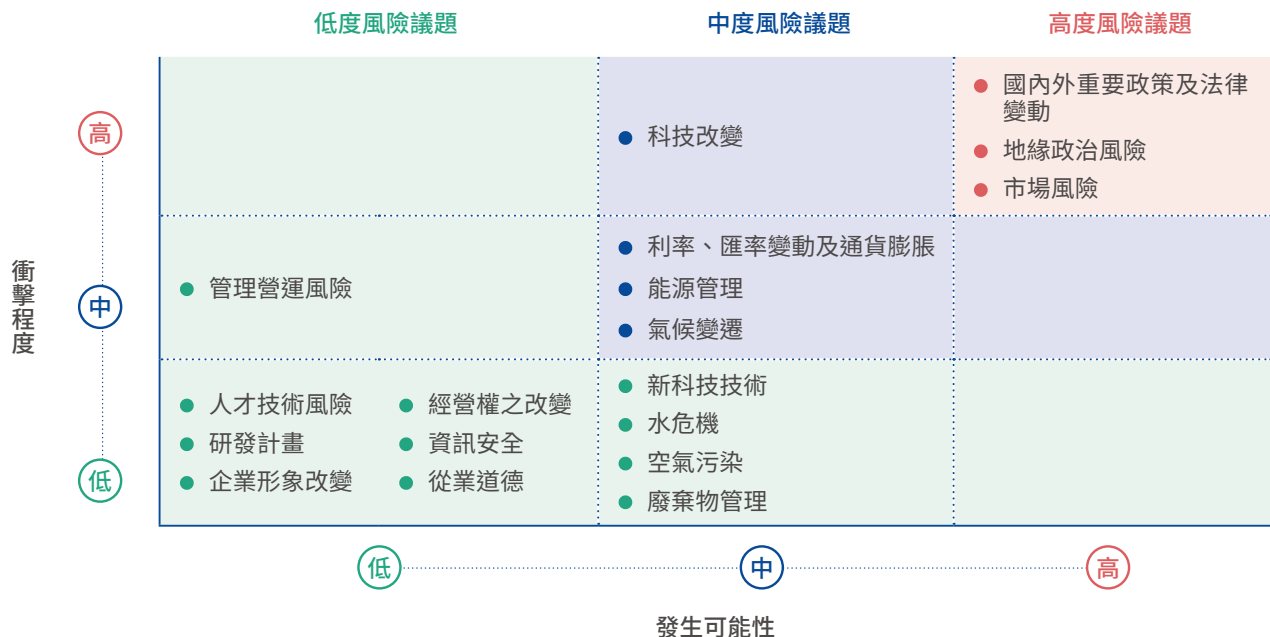 低度風險議題
中度風險議題
高度風險議題
衝擊程度
高
科技改變
國內外重要政策及法律
變動
地緣政治風險
市場風險
中
管理營運風險
利率、匯率變動及通貨膨脹
能源管理
氣候變遷
低
人才技術風險
研發計畫
企業形象改變
經營權之改變
資訊安全
從業道德
新科技技術
水危機
空氣污染
廢棄物管理
低
中
高
發生可能性